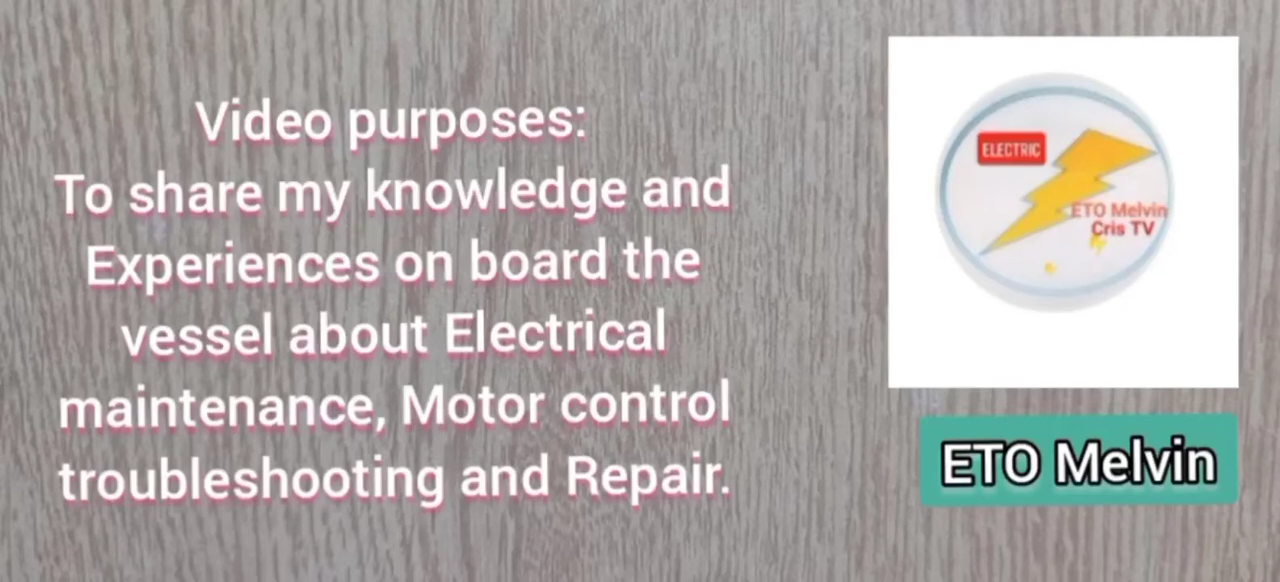 Video purposes:
To share my knowledge and
Experiences on board the
vessel about Electrical
maintenance, Motor control
troubleshooting and Repair.
ELECTRIC
ETO Melvin
Cris TV
ETO Melvin